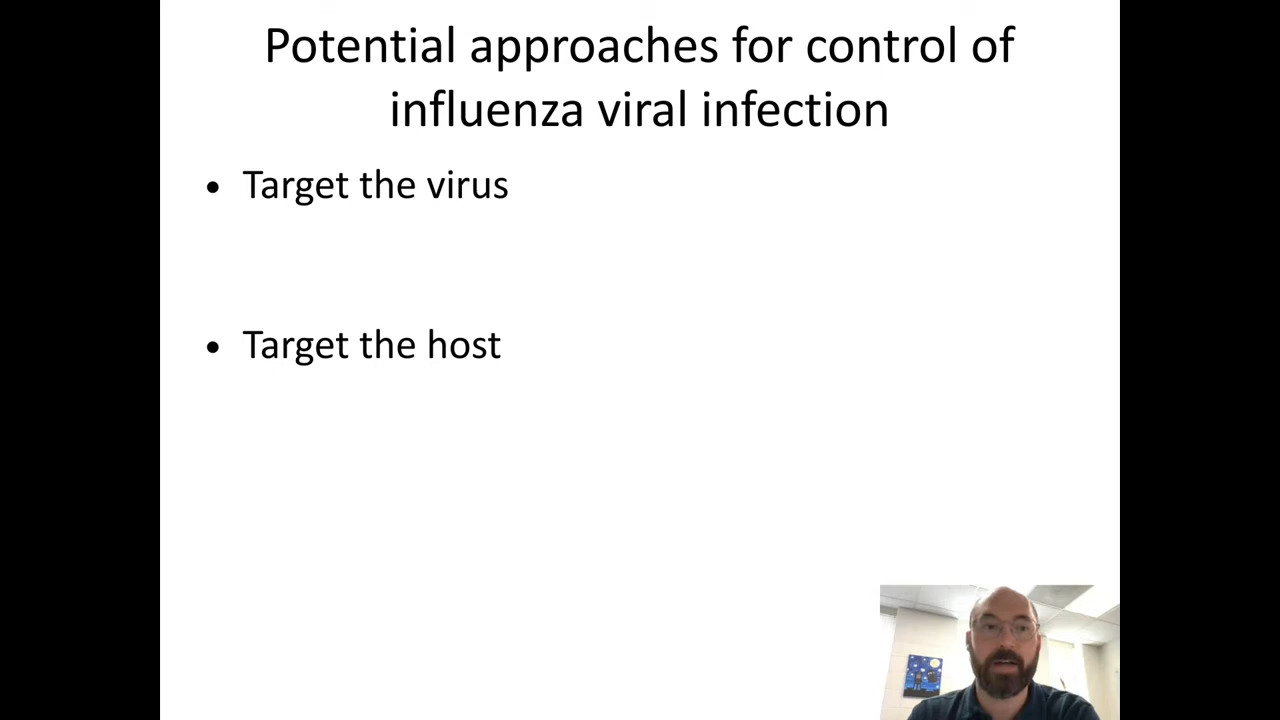 Potential approaches for control of
influenza viral infection
• Target the virus
• Target the host